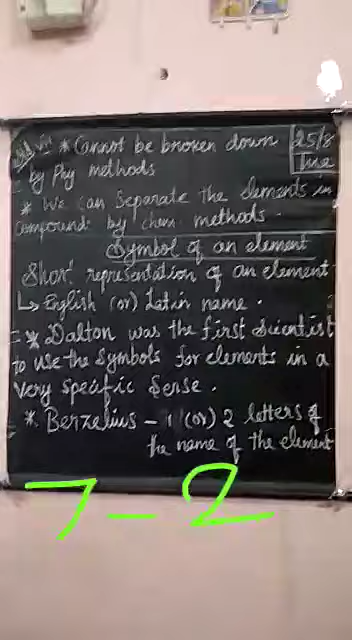 vii * Cannot be broken down
25/8
Tue
by Phy methods
* We can Separate the elements in
compound by chem methods.
Symbol of an element
Short representation of an element
↳ English (or) Latin name.
* Dalton was the first Scientist
to use the Symbols for elements in a
very specific Sense.
* Berzelius - 1 (or) 2 letters of
the name of the element
7-2